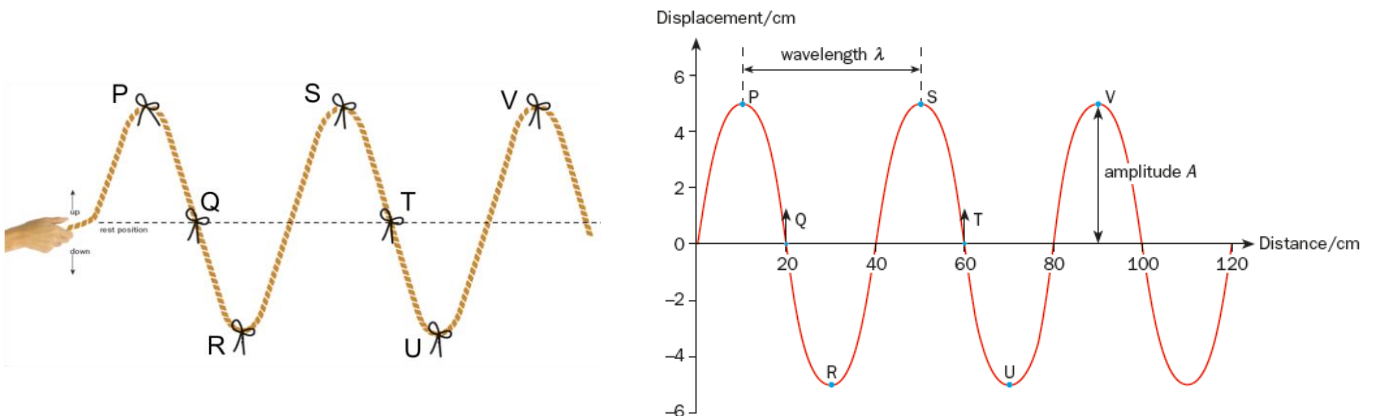 P
S
V
Q
T
up
rest position
down
R
U
Displacement/cm
wavelength λ
6
P
S
V
4
amplitude A
2
Q
T
0
Distance/cm
20
40
60
80
100
120
–2
–4
R
U
–6